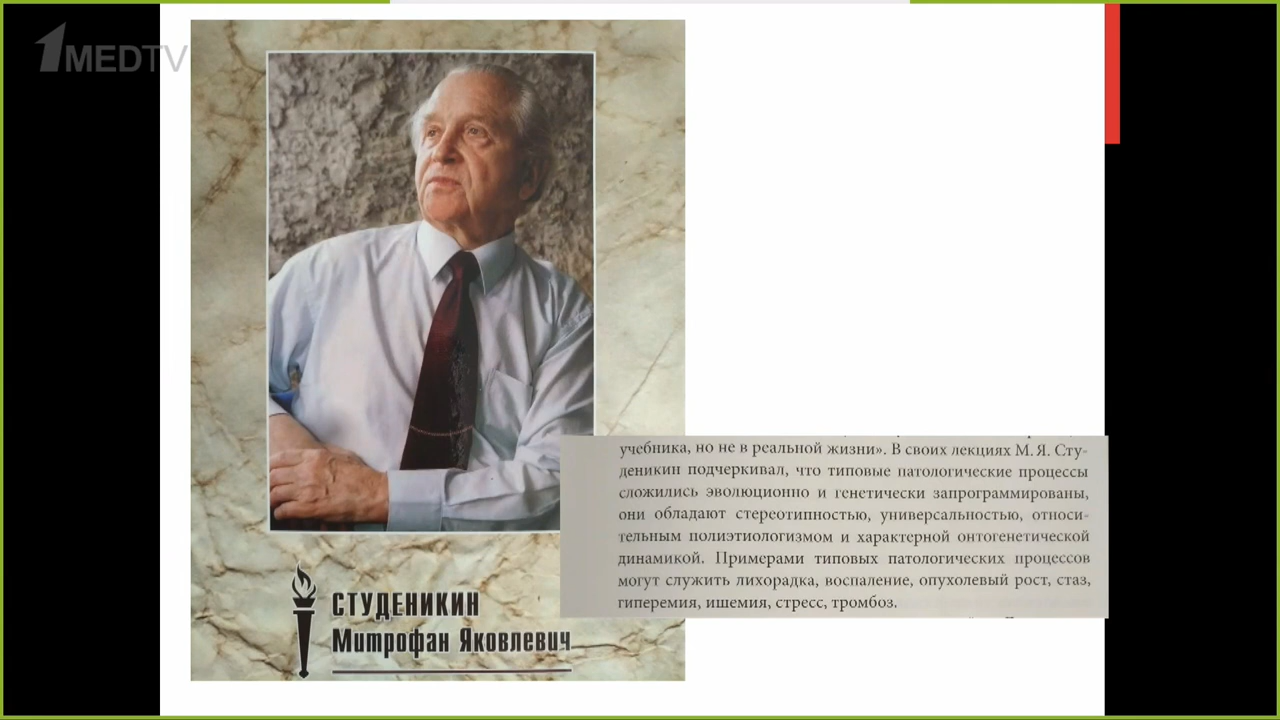 1MEDTV
СТУДЕНИКИН
Митрофан Яковлевич
учебника, но не в реальной жизни». В своих лекциях М. Я. Сту-
деникин подчеркивал, что типовые патологические процессы
сложились эволюционно и генетически запрограммированы,
они обладают стереотипностью, универсальностью, относи-
тельным полиэтиологизмом и характерной онтогенетической
динамикой. Примерами типовых патологических процессов
могут служить лихорадка, воспаление, опухолевый рост, стаз,
гиперемия, ишемия, стресс, тромбоз.